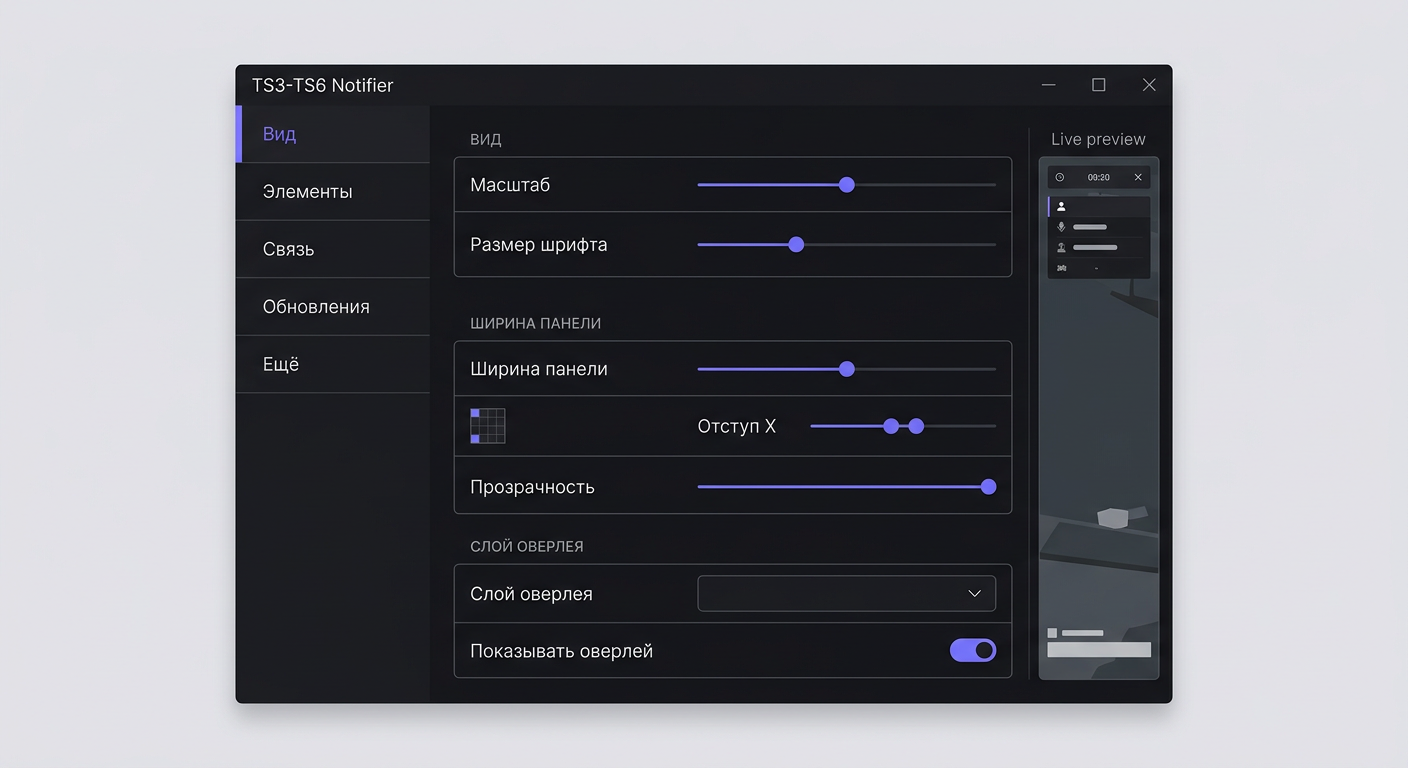 TS3-TS6 Notifier
Вид
Элементы
Связь
Обновления
Ещё
ВИД
Масштаб
Размер шрифта
ШИРИНА ПАНЕЛИ
Ширина панели
Отступ X
Прозрачность
СЛОЙ ОВЕРЛЕЯ
Слой оверлея
Показывать оверлей
Live preview
09:20